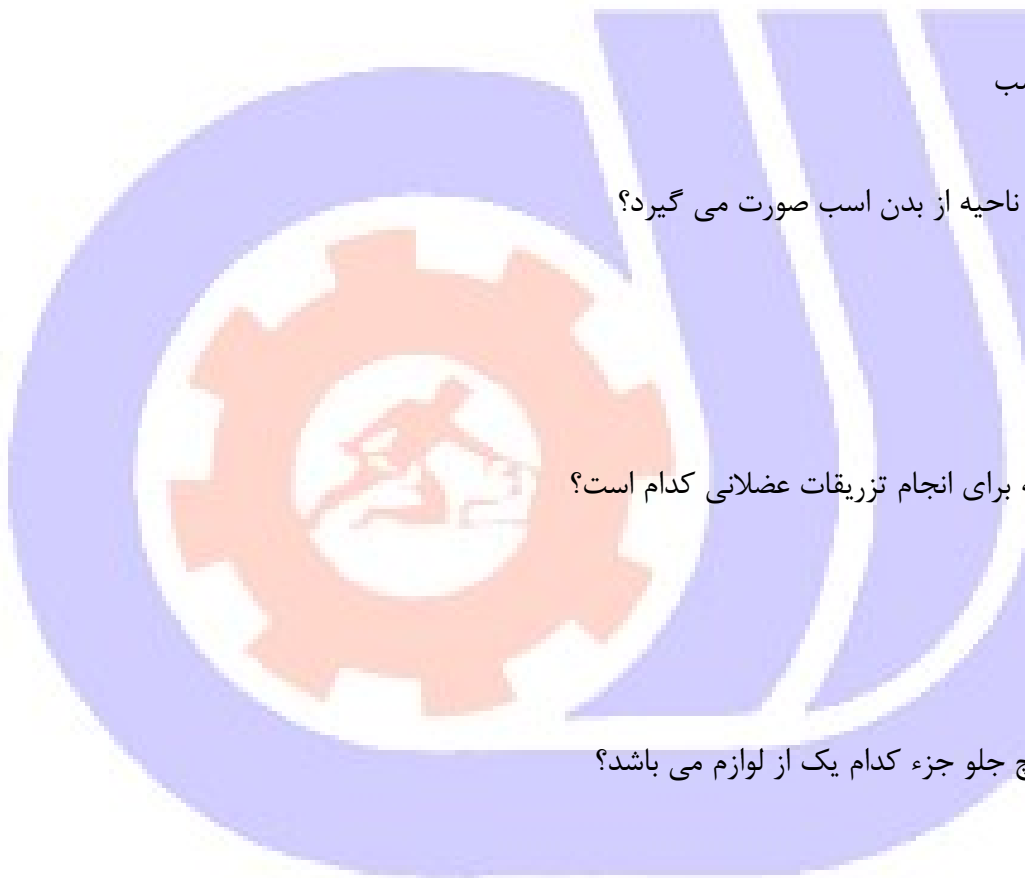 ناحیه از بدن اسب صورت می گیرد؟
برای انجام تزریقات عضلانی کدام است؟
جلو جزء کدام یک از لوازم می باشد؟